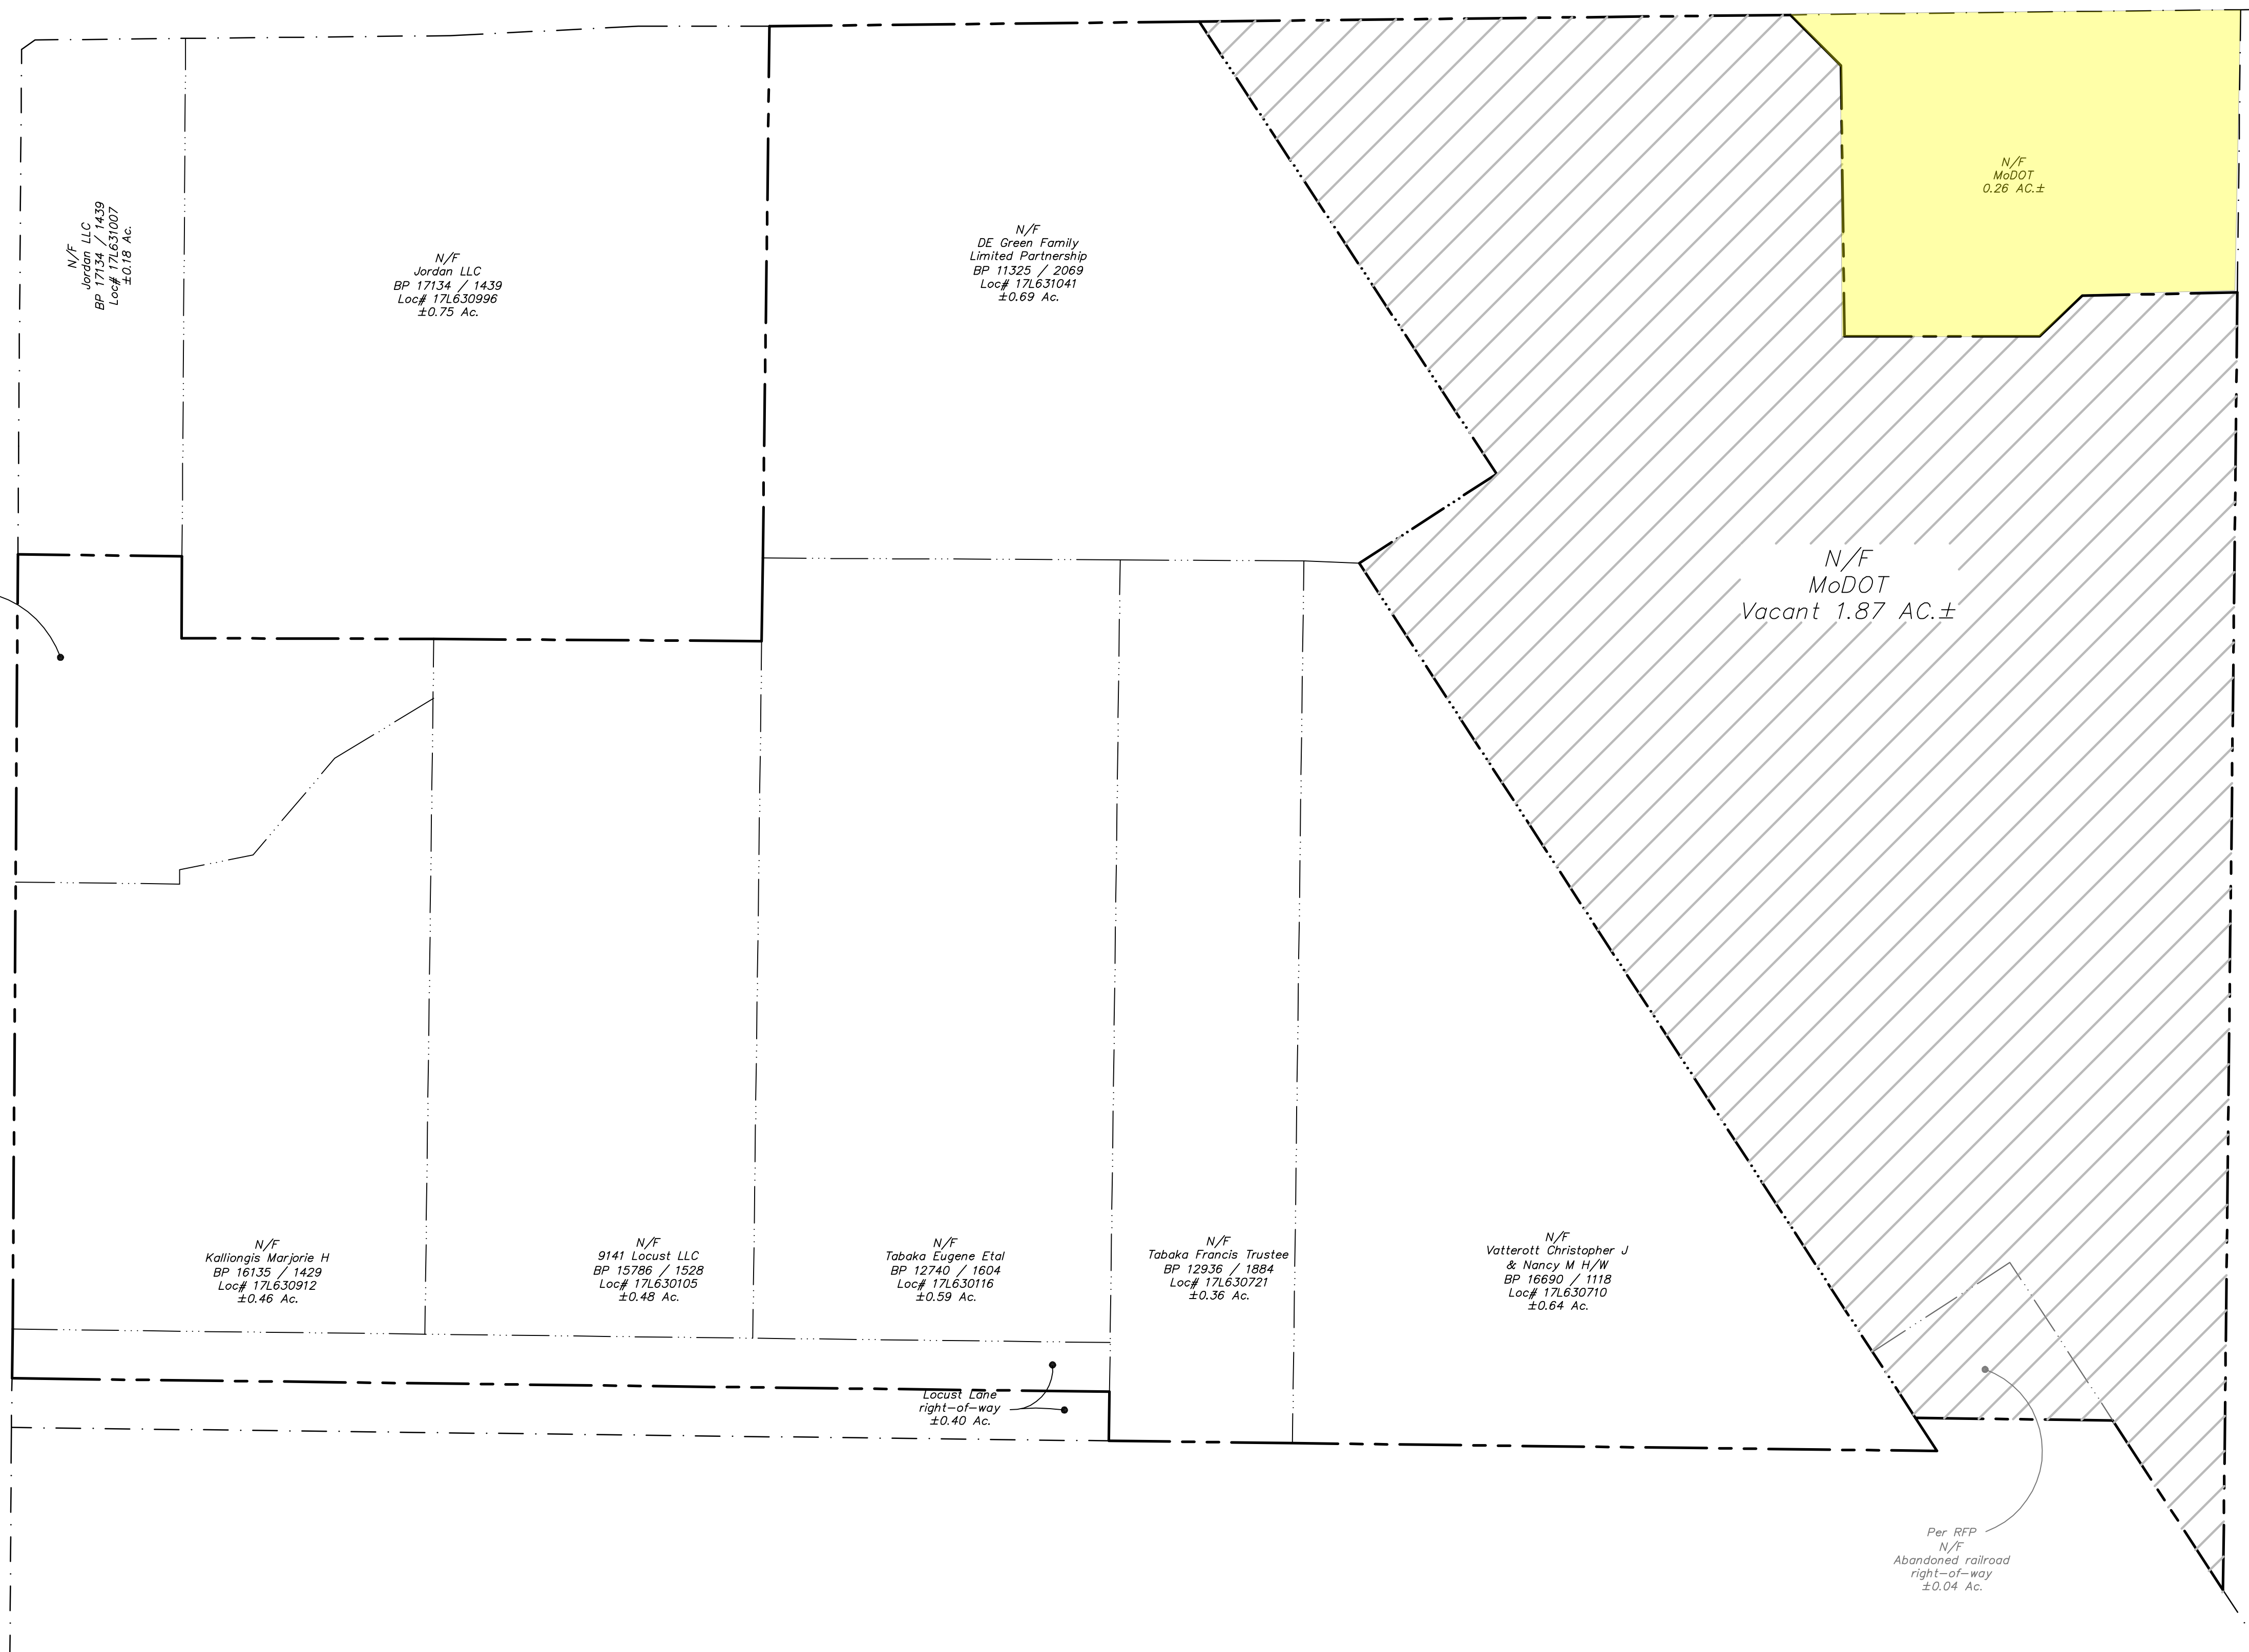 N/F
Jordan LLC
BP 17134 / 1439
Loc# 17L631007
±0.18 Ac.
N/F
Jordan LLC
BP 17134 / 1439
Loc# 17L630996
±0.75 Ac.
N/F
DE Green Family
Limited Partnership
BP 11325 / 2069
Loc# 17L631041
±0.69 Ac.
N/F
MoDOT
0.26 AC.±
N/F
MoDOT
Vacant 1.87 AC.±
N/F
Kalliongis Marjorie H
BP 16135 / 1429
Loc# 17L630912
±0.46 Ac.
N/F
9141 Locust LLC
BP 15786 / 1528
Loc# 17L630105
±0.48 Ac.
N/F
Tabaka Eugene Etal
BP 12740 / 1604
Loc# 17L630116
±0.59 Ac.
N/F
Tabaka Francis Trustee
BP 12936 / 1884
Loc# 17L630721
±0.36 Ac.
N/F
Vatterott Christopher J
& Nancy M H/W
BP 16690 / 1118
Loc# 17L630710
±0.64 Ac.
Locust Lane
right-of-way
±0.40 Ac.
Per RFP
N/F
Abandoned railroad
right-of-way
±0.04 Ac.